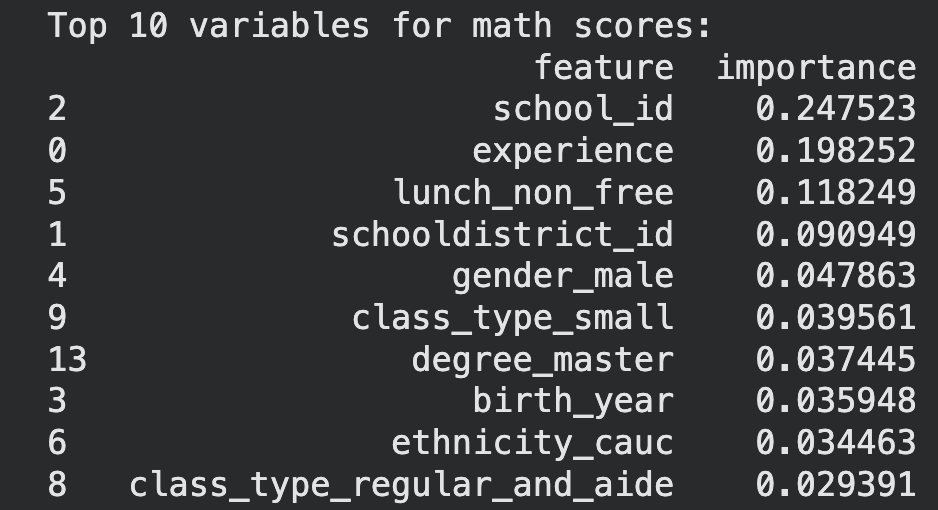 Top 10 variables for math scores:
feature importance
2 school_id 0.247523
0 experience 0.198252
5 lunch_non_free 0.118249
1 schooldistrict_id 0.090949
4 gender_male 0.047863
9 class_type_small 0.039561
13 degree_master 0.037445
3 birth_year 0.035948
6 ethnicity_cauc 0.034463
8 class_type_regular_and_aide 0.029391